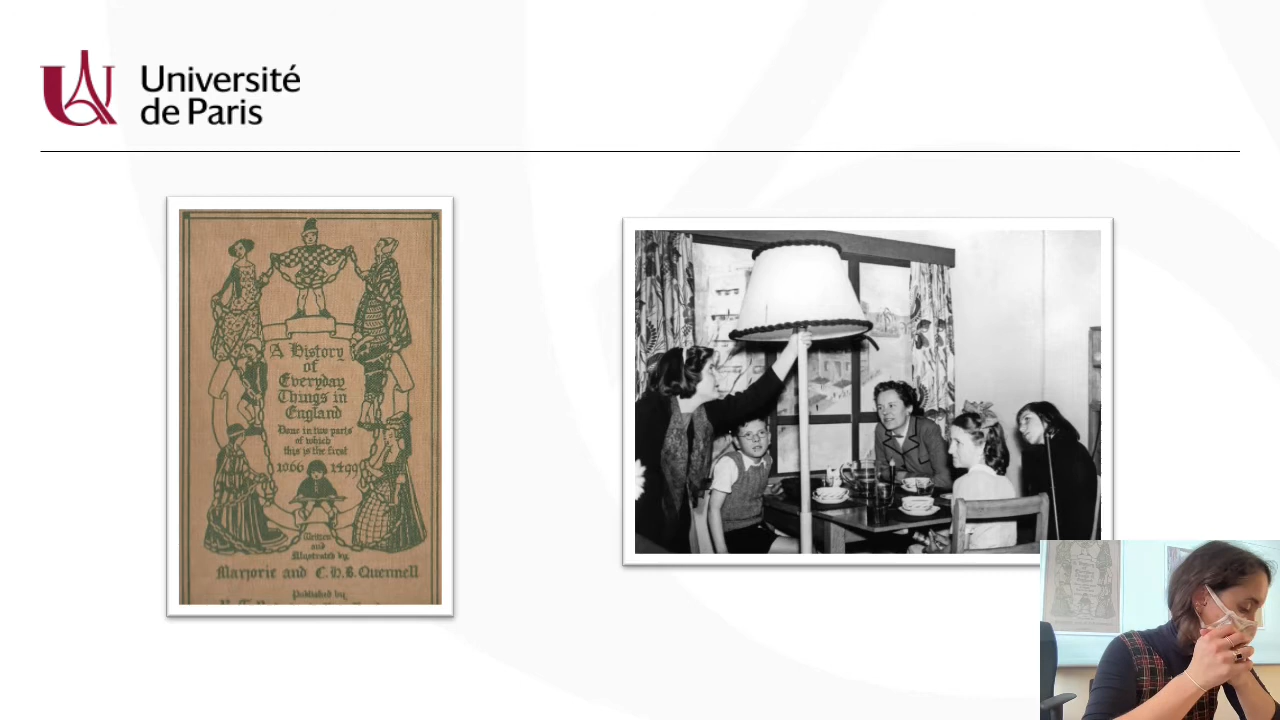 Université
de Paris
A History
of
Everyday
Things in
England
Done in two parts
of which
this is the first
1066 1499
Written
and
Illustrated by
Marjorie and C.H.B. Quennell
Published by